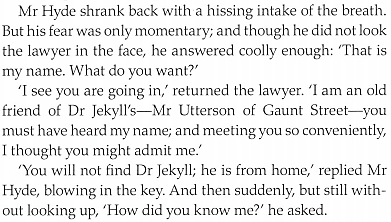 Mr Hyde shrank back with a hissing intake of the breath.
But his fear was only momentary; and though he did not look
the lawyer in the face, he answered coolly enough: ‘That is
my name. What do you want?’
‘I see you are going in,’ returned the lawyer. ‘I am an old
friend of Dr Jekyll’s—Mr Utterson of Gaunt Street—you
must have heard my name; and meeting you so conveniently,
I thought you might admit me.’
‘You will not find Dr Jekyll; he is from home,’ replied Mr
Hyde, blowing in the key. And then suddenly, but still with-
out looking up, ‘How did you know me?’ he asked.